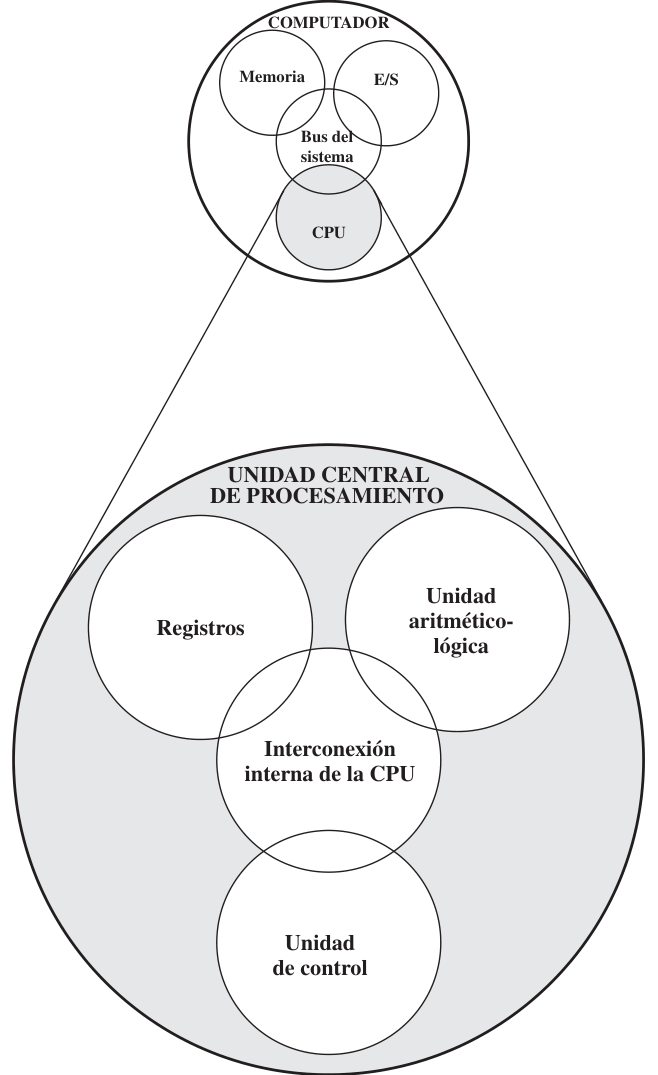 COMPUTADOR
Memoria
E/S
Bus del
sistema
CPU
UNIDAD CENTRAL
DE PROCESAMIENTO
Registros
Unidad
aritmético-
lógica
Interconexión
interna de la CPU
Unidad
de control